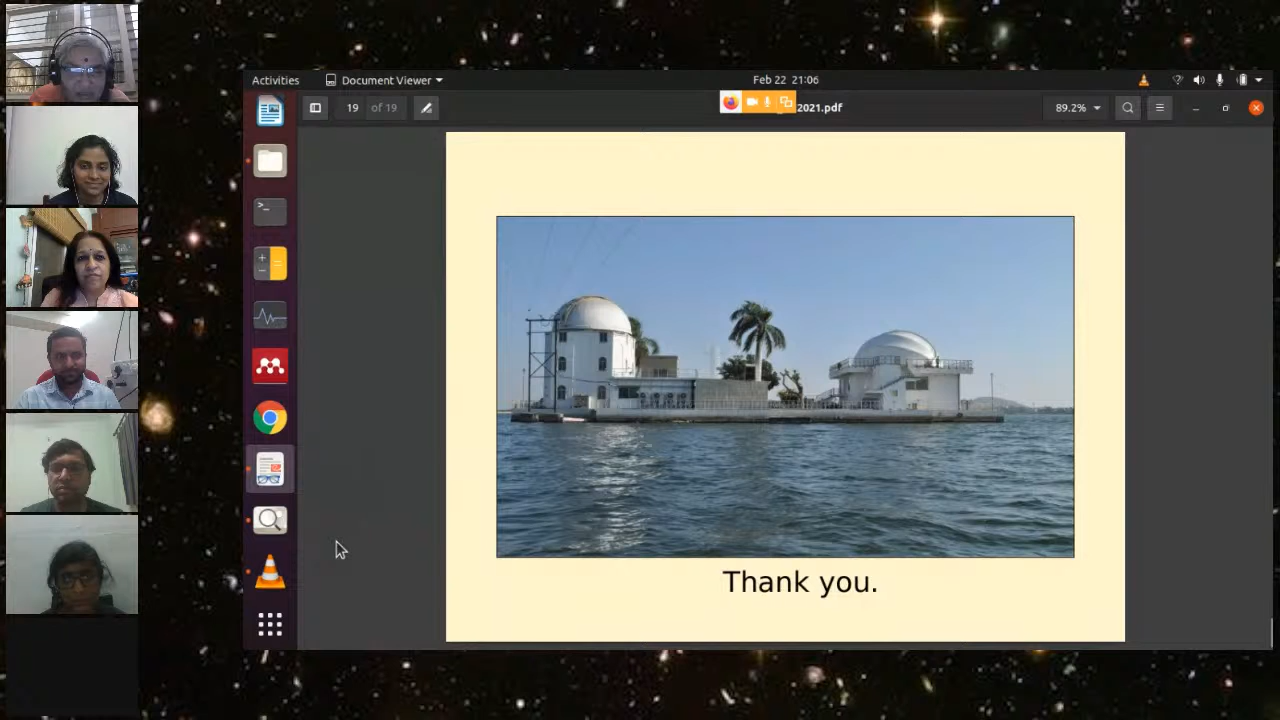 Activities Document Viewer Feb 22 21:06
19 of 19 2021.pdf 89.2%
Thank you.